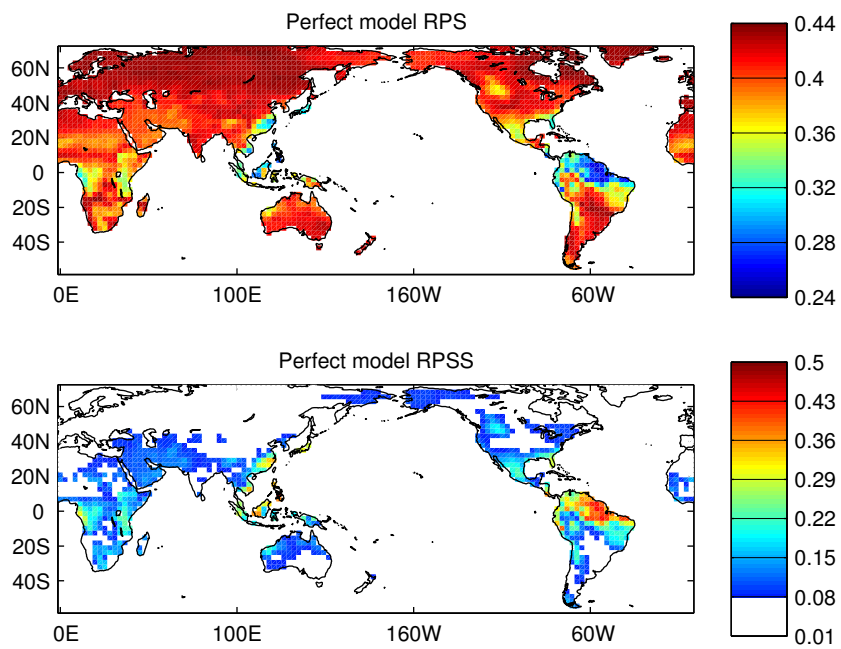 Perfect model RPS
60N
40N
20N
0
20S
40S
0E 100E 160W 60W
0.44
0.4
0.36
0.32
0.28
0.24
Perfect model RPSS
60N
40N
20N
0
20S
40S
0E 100E 160W 60W
0.5
0.43
0.36
0.29
0.22
0.15
0.08
0.01